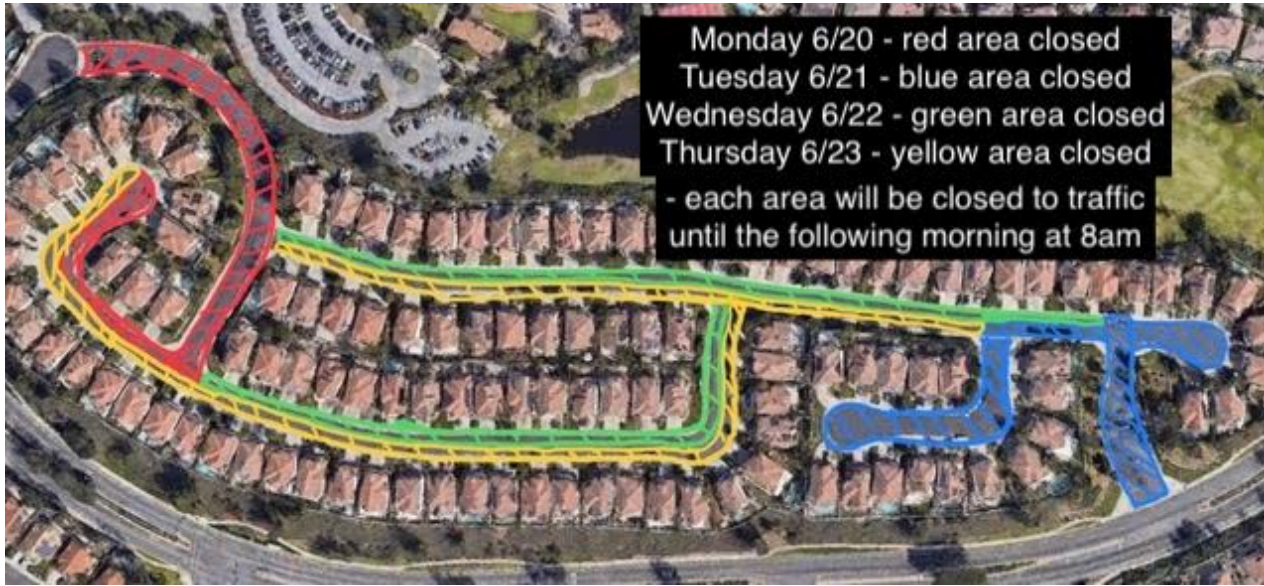 Monday 6/20 - red area closed
Tuesday 6/21 - blue area closed
Wednesday 6/22 - green area closed
Thursday 6/23 - yellow area closed
- each area will be closed to traffic
until the following morning at 8am